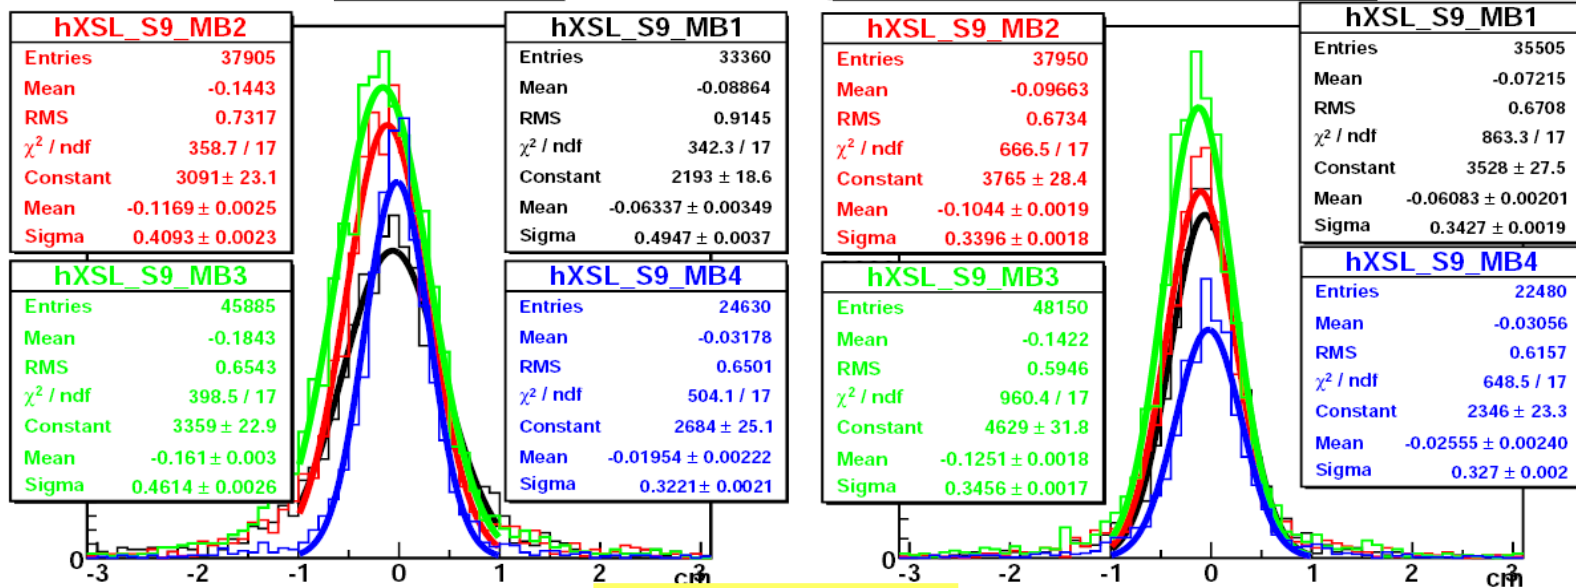 hXSL_S9_MB2
Entries 37905
Mean -0.1443
RMS 0.7317
χ² / ndf 358.7 / 17
Constant 3091 ± 23.1
Mean -0.1169 ± 0.0025
Sigma 0.4093 ± 0.0023
hXSL_S9_MB1
Entries 33360
Mean -0.08864
RMS 0.9145
χ² / ndf 342.3 / 17
Constant 2193 ± 18.6
Mean -0.06337 ± 0.00349
Sigma 0.4947 ± 0.0037
hXSL_S9_MB3
Entries 45885
Mean -0.1843
RMS 0.6543
χ² / ndf 398.5 / 17
Constant 3359 ± 22.9
Mean -0.161 ± 0.003
Sigma 0.4614 ± 0.0026
hXSL_S9_MB4
Entries 24630
Mean -0.03178
RMS 0.6501
χ² / ndf 504.1 / 17
Constant 2684 ± 25.1
Mean -0.01954 ± 0.00222
Sigma 0.3221 ± 0.0021
0
-3 -2 -1 0 1 2 3
cm
hXSL_S9_MB2
Entries 37950
Mean -0.09663
RMS 0.6734
χ² / ndf 666.5 / 17
Constant 3765 ± 28.4
Mean -0.1044 ± 0.0019
Sigma 0.3396 ± 0.0018
hXSL_S9_MB1
Entries 35505
Mean -0.07215
RMS 0.6708
χ² / ndf 863.3 / 17
Constant 3528 ± 27.5
Mean -0.06083 ± 0.00201
Sigma 0.3427 ± 0.0019
hXSL_S9_MB3
Entries 48150
Mean -0.1422
RMS 0.5946
χ² / ndf 960.4 / 17
Constant 4629 ± 31.8
Mean -0.1251 ± 0.0018
Sigma 0.3456 ± 0.0017
hXSL_S9_MB4
Entries 22480
Mean -0.03056
RMS 0.6157
χ² / ndf 648.5 / 17
Constant 2346 ± 23.3
Mean -0.02555 ± 0.00240
Sigma 0.327 ± 0.002
0
-3 -2 -1 0 1 2 3
cm